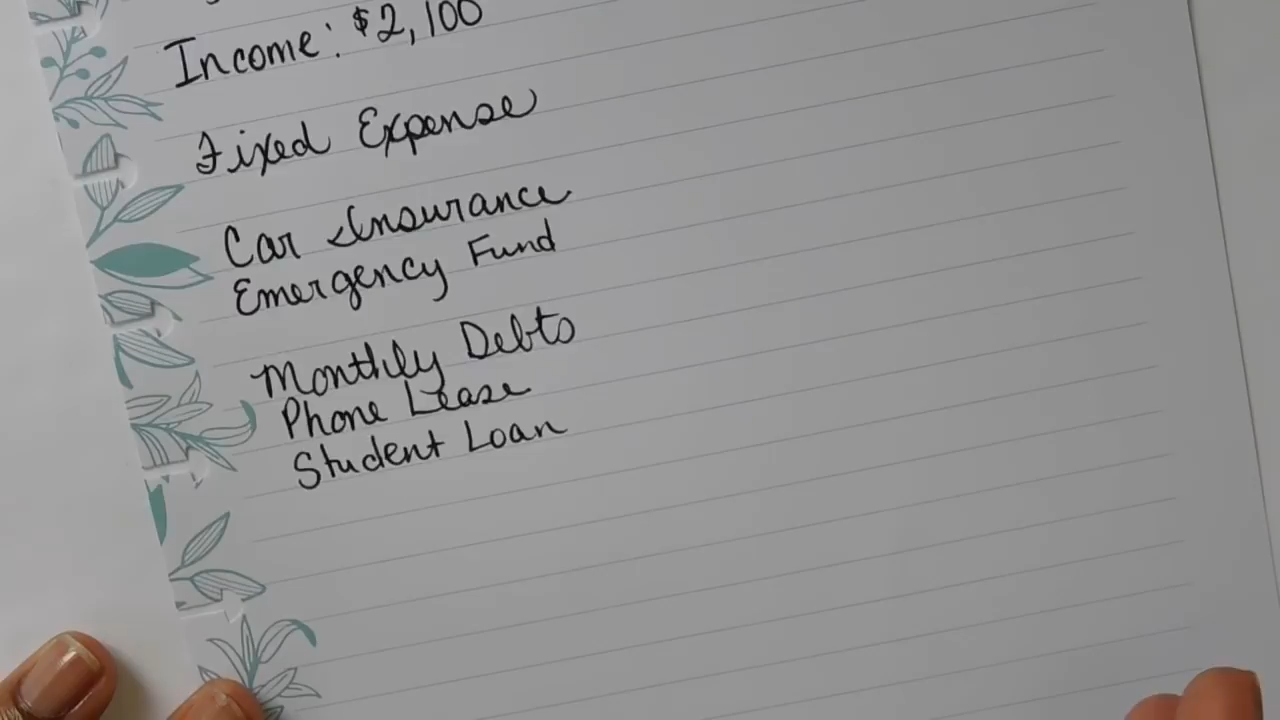 Income: $2,100
Fixed Expense
Car Insurance
Emergency Fund
Monthly Debts
Phone Lease
Student Loan